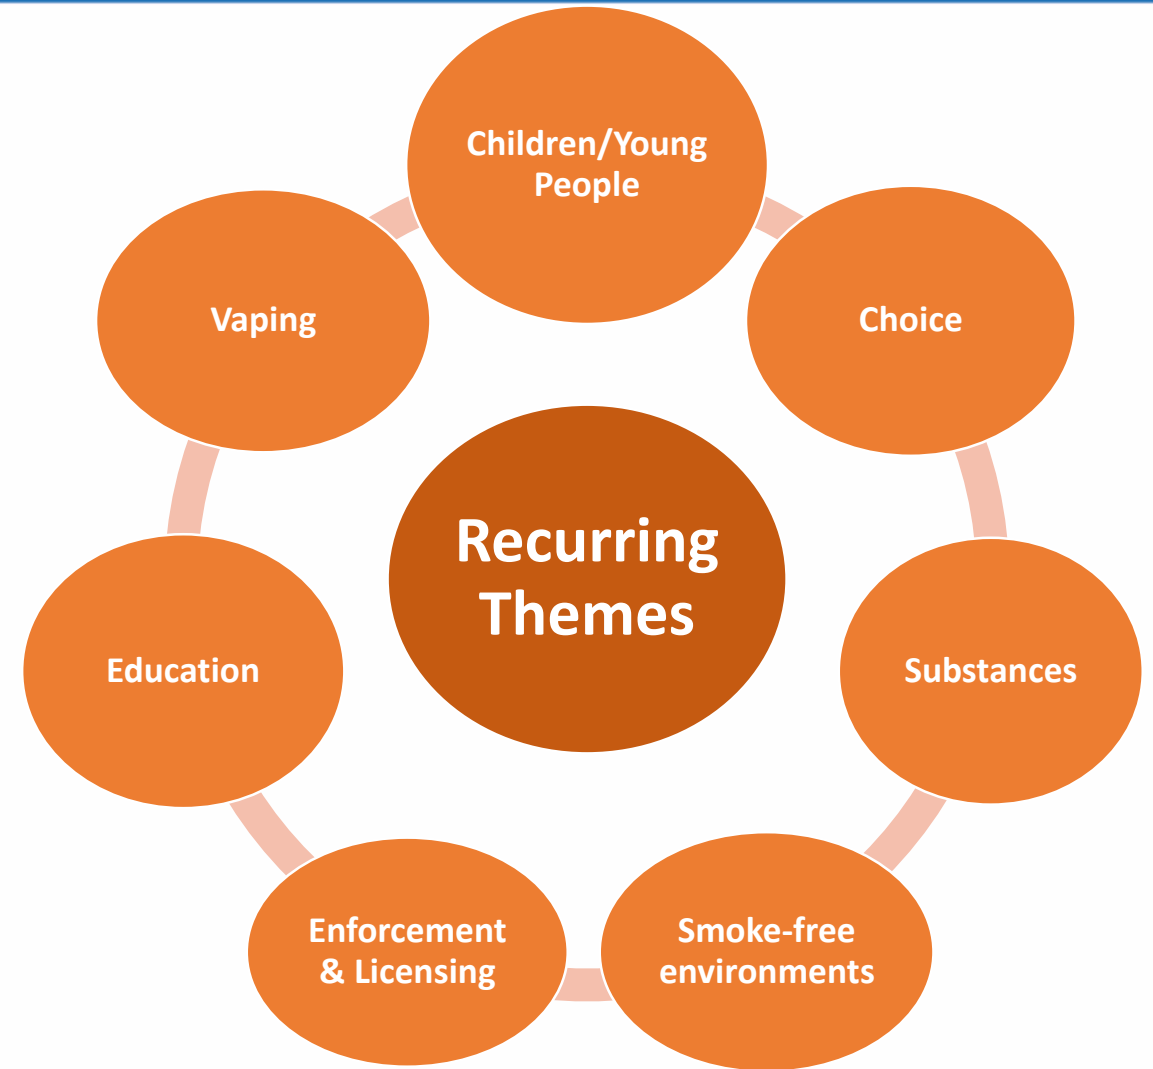 Children/Young
People
Choice
Substances
Smoke-free
environments
Enforcement
& Licensing
Education
Vaping
Recurring
Themes